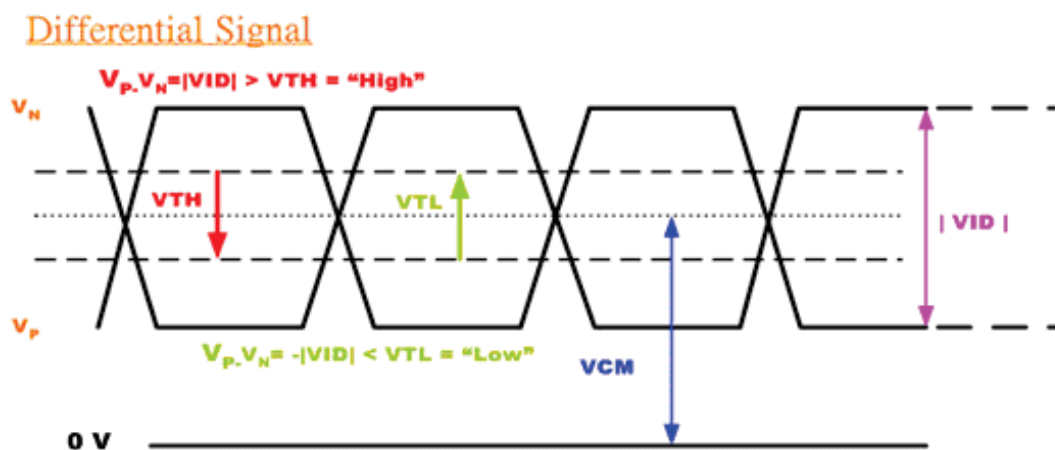 Differential Signal
VP-VN=|VID| > VTH = “High”
VN
VTH
VTL
| VID |
VP
VP-VN= -|VID| < VTL = “Low”
VCM
0 V